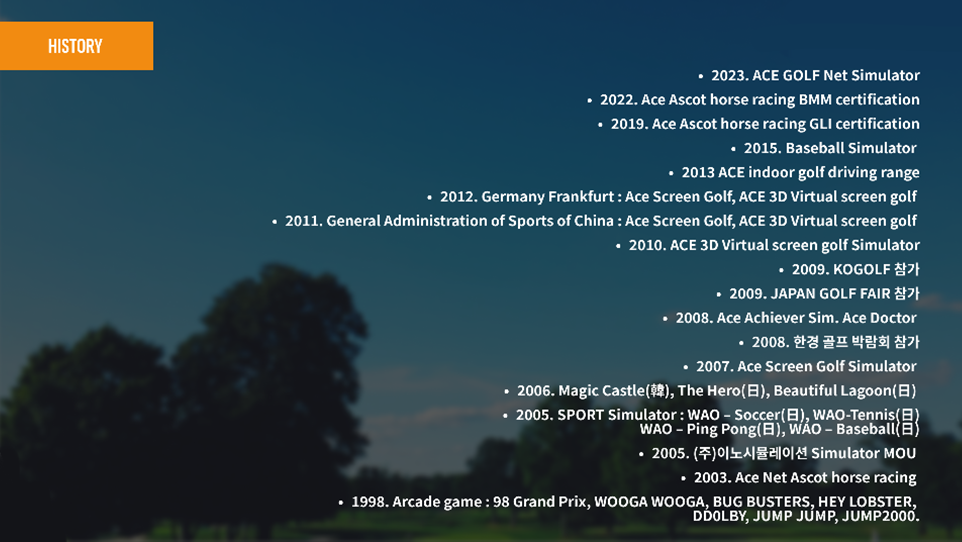 HISTORY
• 2023. ACE GOLF Net Simulator
• 2022. Ace Ascot horse racing BMM certification
• 2019. Ace Ascot horse racing GLI certification
• 2015. Baseball Simulator
• 2013 ACE indoor golf driving range
• 2012. Germany Frankfurt : Ace Screen Golf, ACE 3D Virtual screen golf
• 2011. General Administration of Sports of China : Ace Screen Golf, ACE 3D Virtual screen golf
• 2010. ACE 3D Virtual screen golf Simulator
• 2009. KOGOLF 참가
• 2009. JAPAN GOLF FAIR 참가
• 2008. Ace Achiever Sim. Ace Doctor
• 2008. 한경 골프 박람회 참가
• 2007. Ace Screen Golf Simulator
• 2006. Magic Castle(韓), The Hero(日), Beautiful Lagoon(日)
• 2005. SPORT Simulator : WAO – Soccer(日), WAO-Tennis(日)
WAO – Ping Pong(日), WAO – Baseball(日)
• 2005. (주)이노시뮬레이션 Simulator MOU
• 2003. Ace Net Ascot horse racing
• 1998. Arcade game : 98 Grand Prix, WOOGA WOOGA, BUG BUSTERS, HEY LOBSTER,
DD0LBY, JUMP JUMP, JUMP2000.